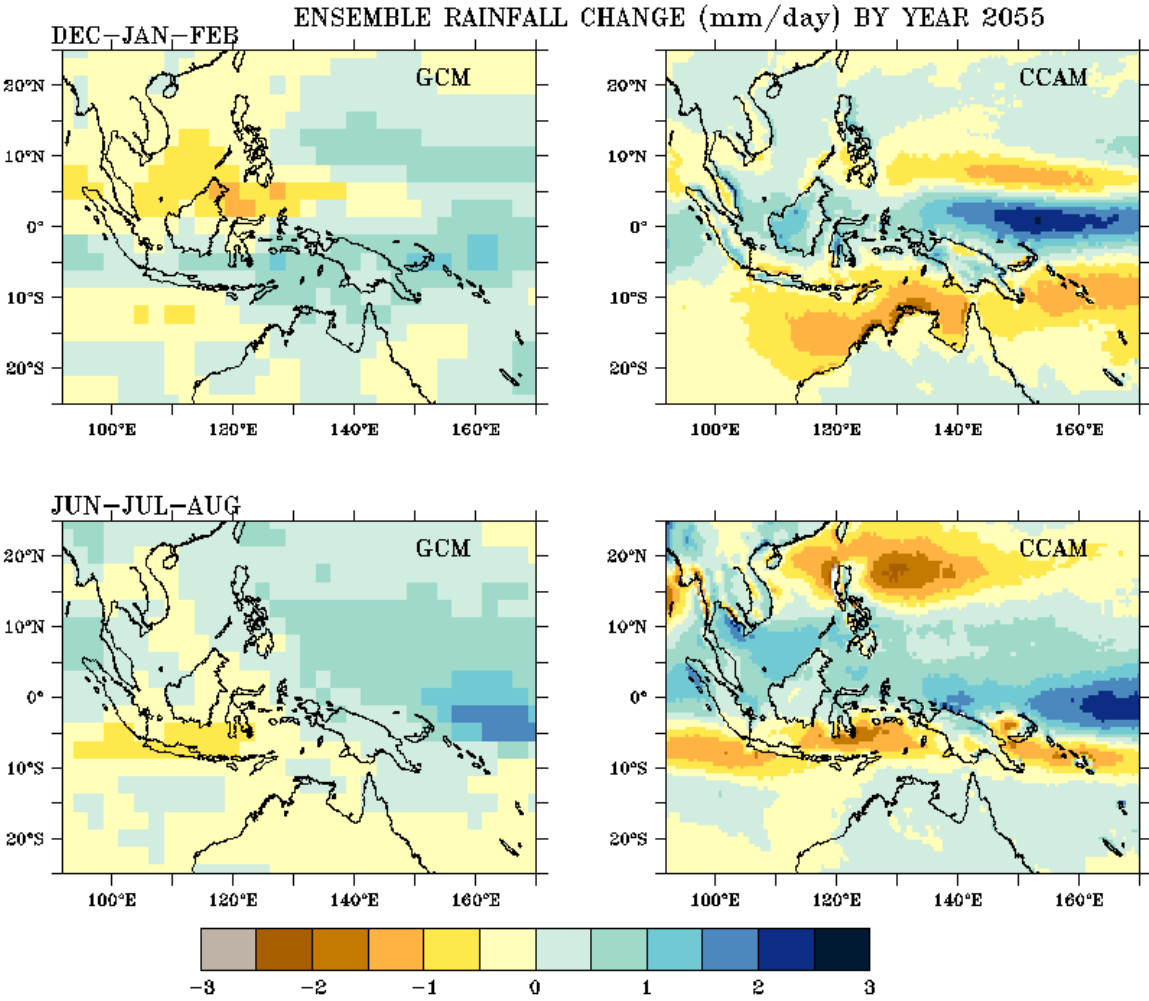 ENSEMBLE RAINFALL CHANGE (mm/day) BY YEAR 2055
DEC-JAN-FEB
GCM
CCAM
20°N
10°N
0°
10°S
20°S
20°N
10°N
0°
10°S
20°S
100°E 120°E 140°E 160°E
100°E 120°E 140°E 160°E
JUN-JUL-AUG
GCM
CCAM
20°N
10°N
0°
10°S
20°S
20°N
10°N
0°
10°S
20°S
100°E 120°E 140°E 160°E
100°E 120°E 140°E 160°E
-3 -2 -1 0 1 2 3